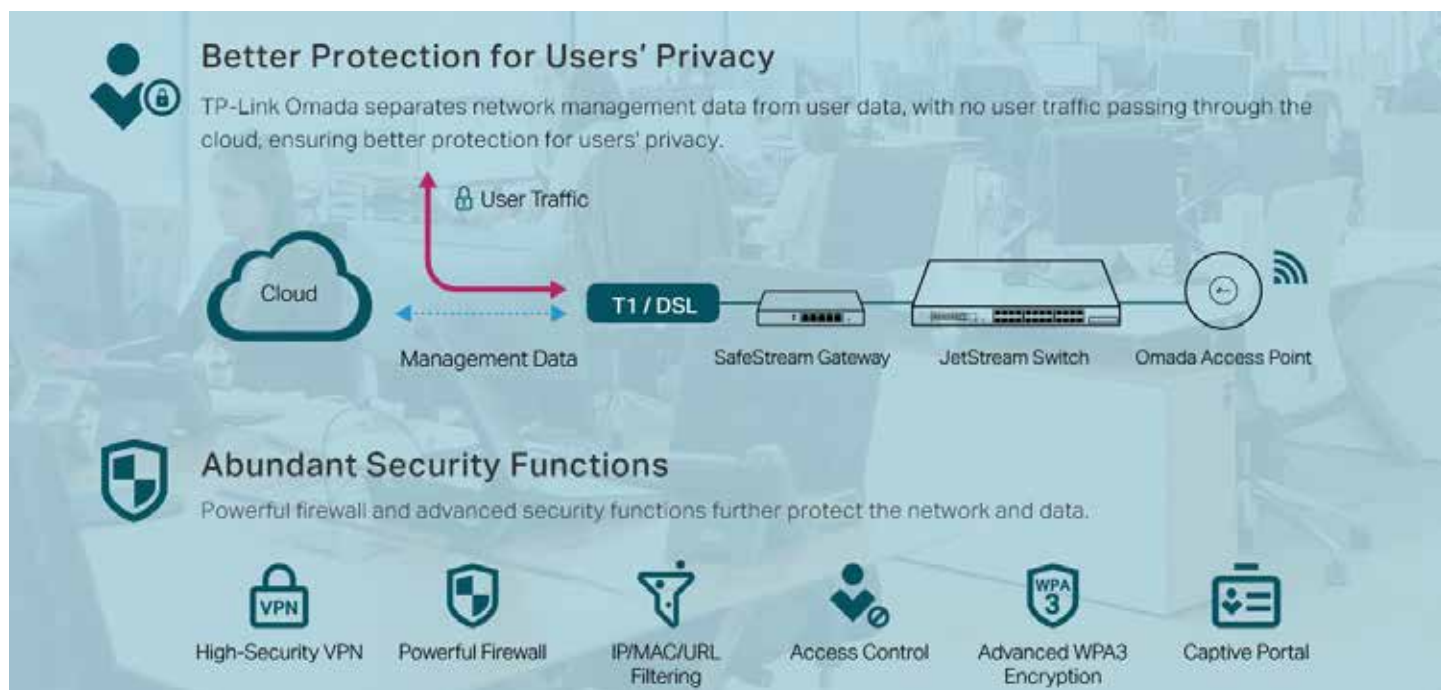 Better Protection for Users' Privacy
TP-Link Omada separates network management data from user data, with no user traffic passing through the
cloud, ensuring better protection for users' privacy.
User Traffic
Cloud
T1 / DSL
Management Data
SafeStream Gateway
JetStream Switch
Omada Access Point
Abundant Security Functions
Powerful firewall and advanced security functions further protect the network and data.
VPN
WPA
3
High-Security VPN
Powerful Firewall
IP/MAC/URL
Filtering
Access Control
Advanced WPA3
Encryption
Captive Portal